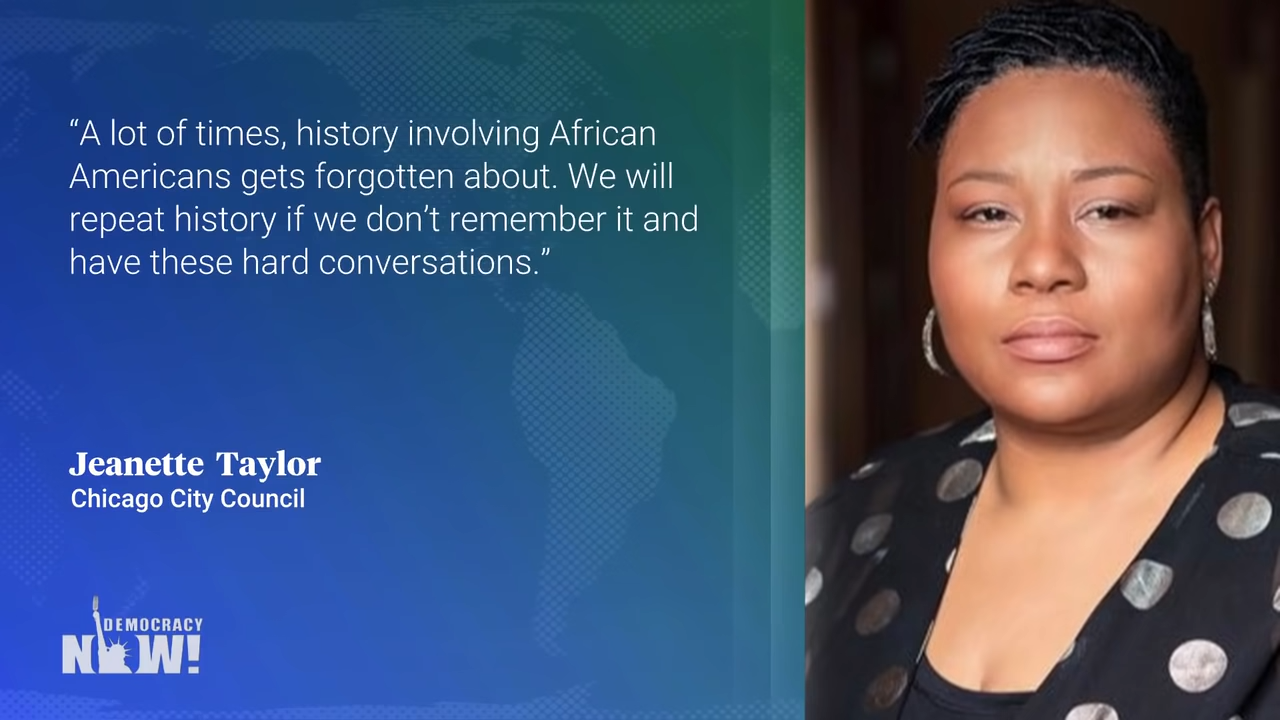 “A lot of times, history involving African
Americans gets forgotten about. We will
repeat history if we don’t remember it and
have these hard conversations.”
Jeanette Taylor
Chicago City Council
DEMOCRACY
NOW!